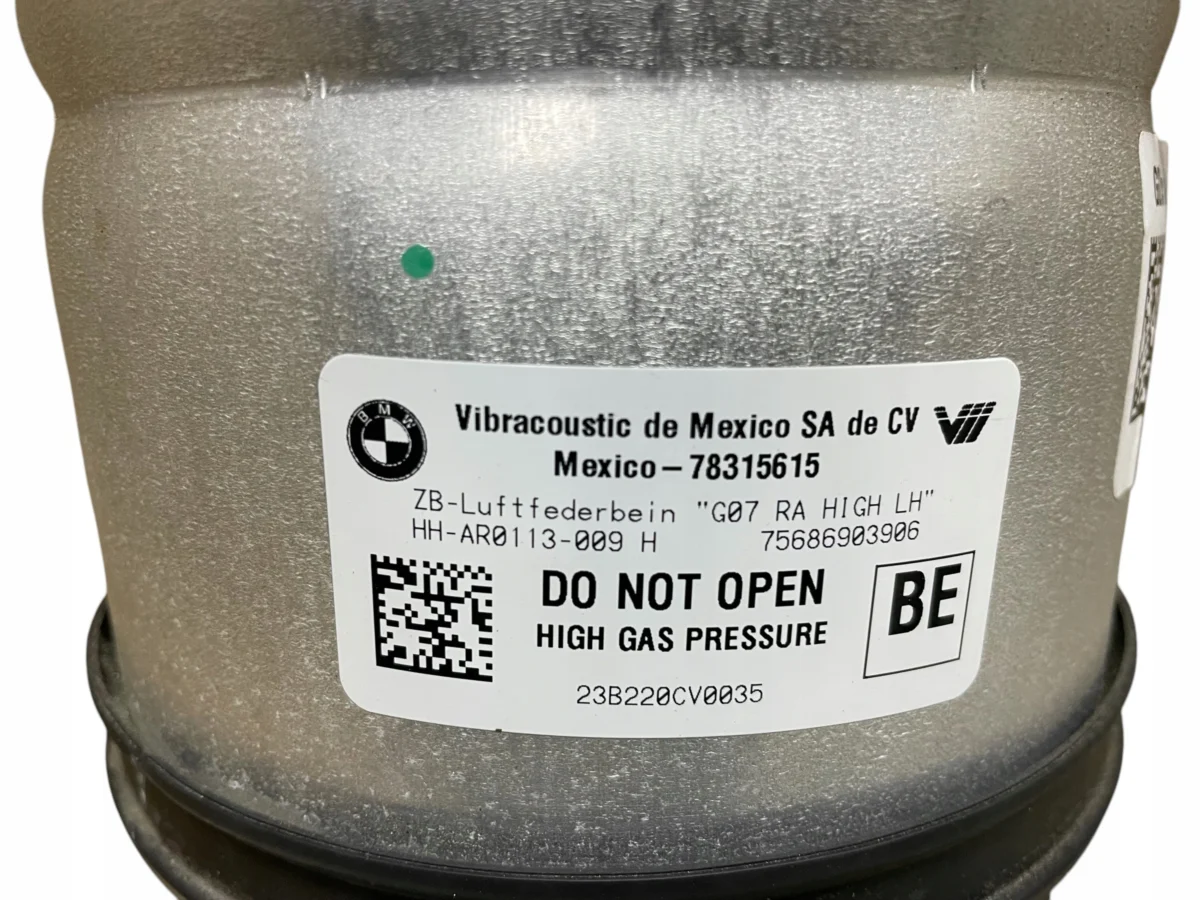 BMW
Vibracoustic de Mexico SA de CV
Mexico – 78315615
ZB-Luftfederbein "G07 RA HIGH LH"
HH-AR0113-009 H 75686903906
DO NOT OPEN
HIGH GAS PRESSURE
BE
23B220CV0035